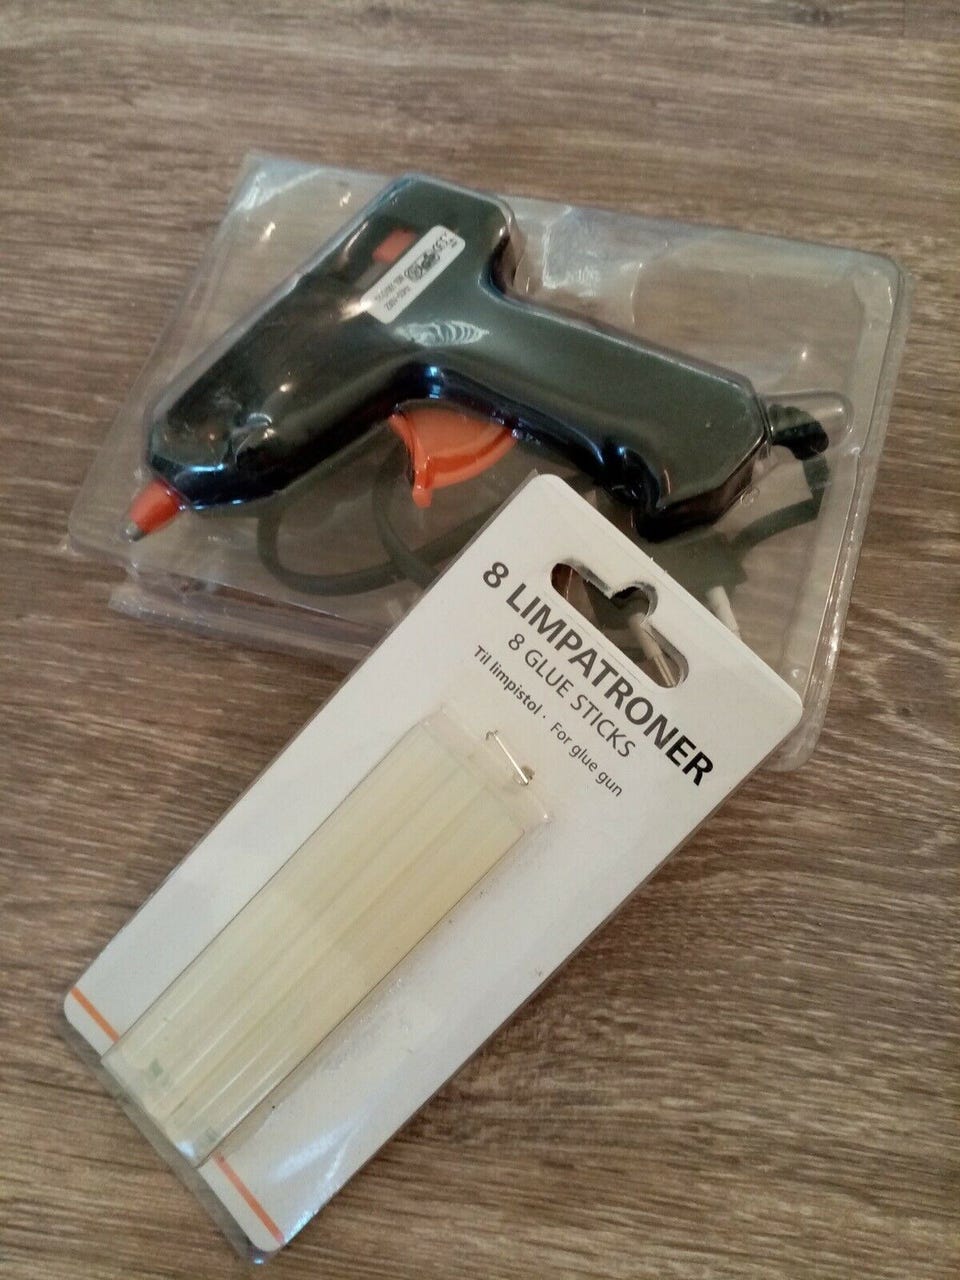 8 LIMPATRONER
8 GLUE STICKS
Til limpistol · For glue gun